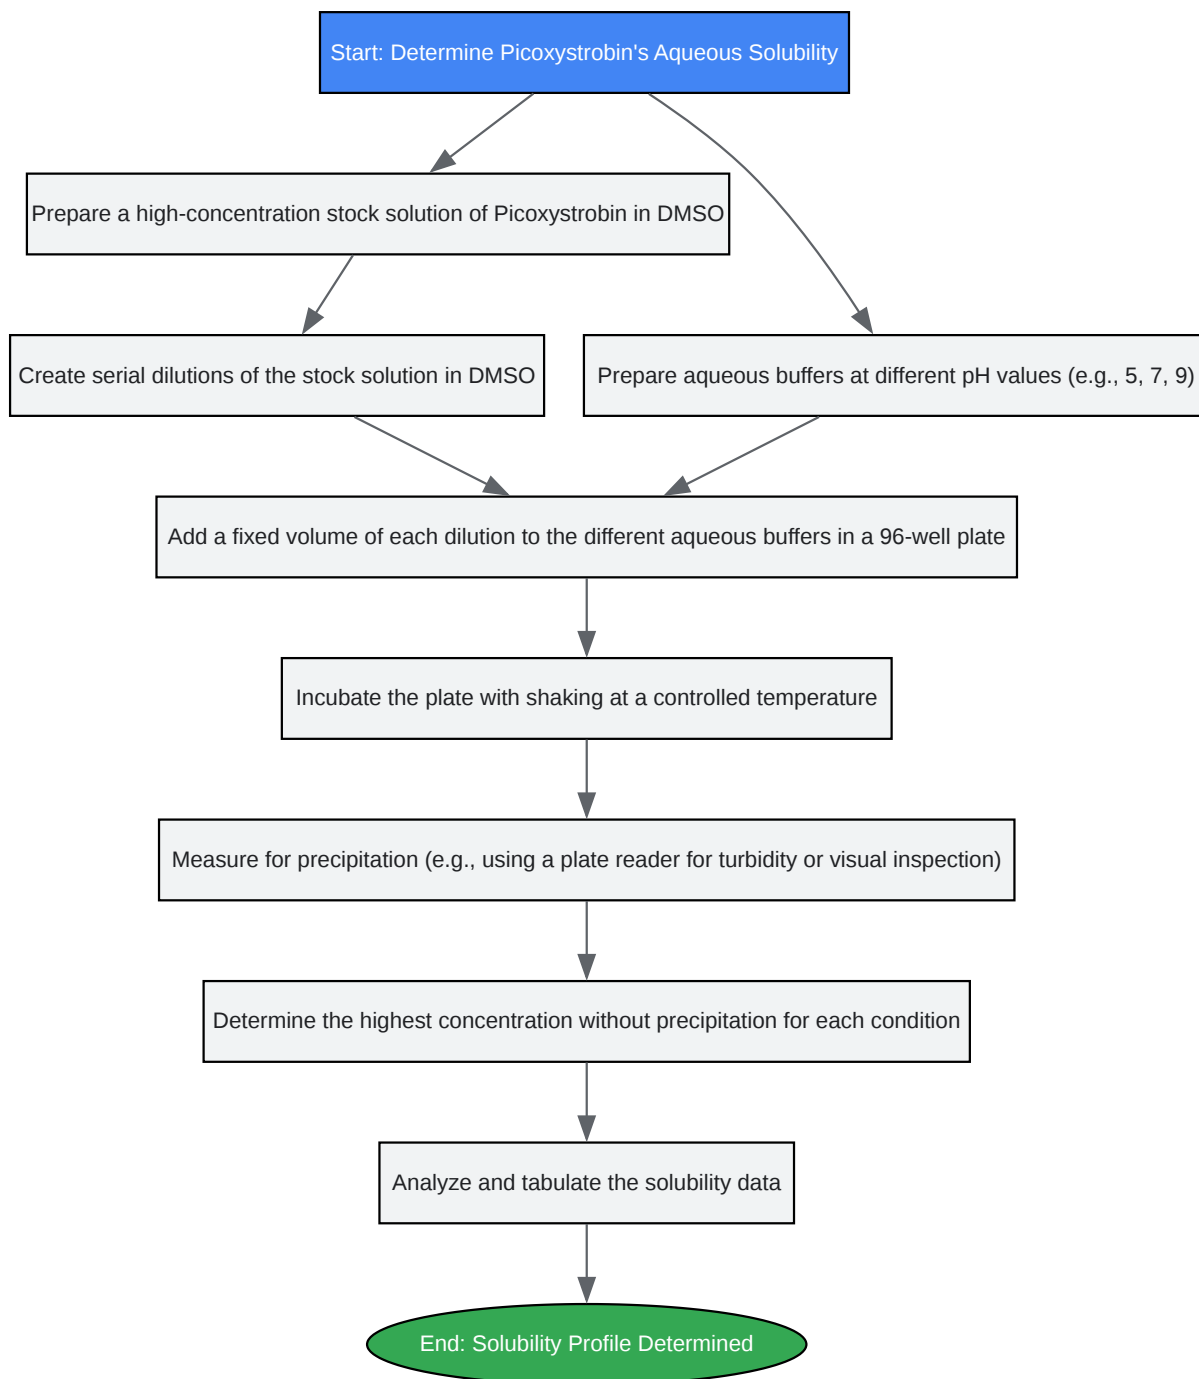 Start: Determine Picoxystrobin's Aqueous Solubility
Prepare a high-concentration stock solution of Picoxystrobin in DMSO
Create serial dilutions of the stock solution in DMSO
Prepare aqueous buffers at different pH values (e.g., 5, 7, 9)
Add a fixed volume of each dilution to the different aqueous buffers in a 96-well plate
Incubate the plate with shaking at a controlled temperature
Measure for precipitation (e.g., using a plate reader for turbidity or visual inspection)
Determine the highest concentration without precipitation for each condition
Analyze and tabulate the solubility data
End: Solubility Profile Determined